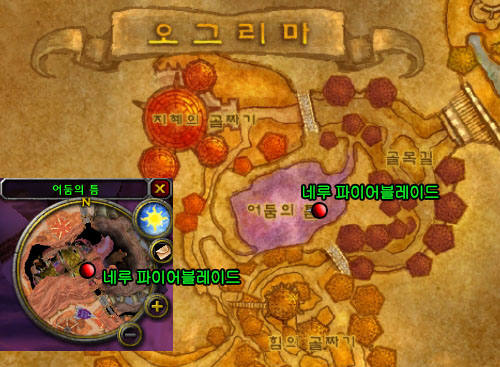 오그리마
지혜의 골짜기
골목길
네루 파이어블레이드
어둠의 틈
어둠의 틈
N
네루 파이어블레이드
힘의 골짜기